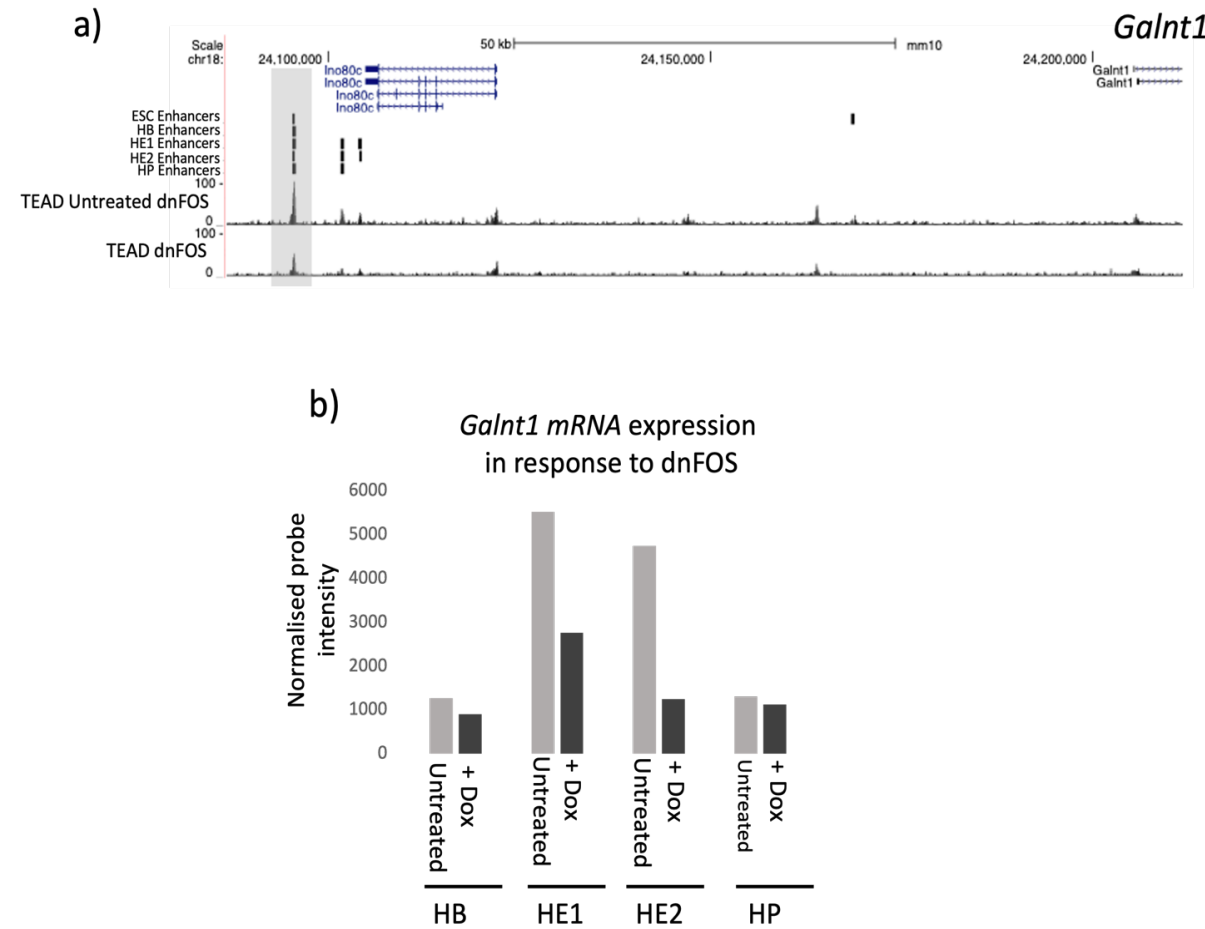 a)
Galnt1
Scale
50 kb
mm10
chr18:
24,100,000
24,150,000
24,200,000
Ino80c
Galnt1
Ino80c
Galnt1
Ino80c
Ino80c
ESC Enhancers
HB Enhancers
HE1 Enhancers
HE2 Enhancers
HP Enhancers
100 -
TEAD Untreated dnFOS
0 _
100 -
TEAD dnFOS
0 _
b)
Galnt1 mRNA expression
in response to dnFOS
Normalised probe
intensity
6000
5000
4000
3000
2000
1000
0
Untreated
+ Dox
Untreated
+ Dox
Untreated
+ Dox
Untreated
+ Dox
HB
HE1
HE2
HP